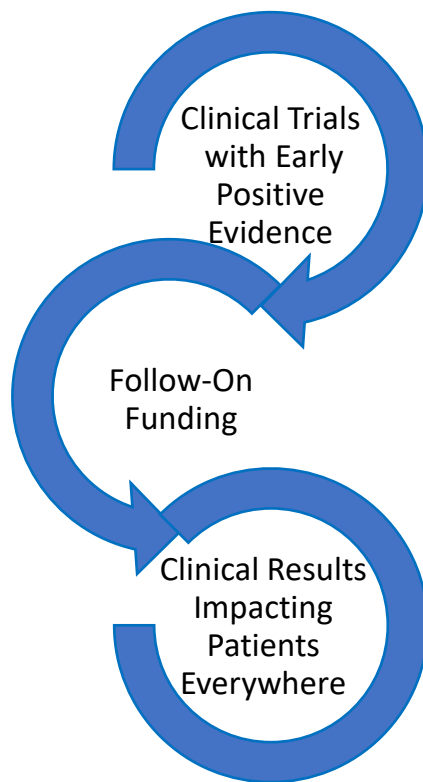 Clinical Trials
with Early
Positive
Evidence
Follow-On
Funding
Clinical Results
Impacting
Patients
Everywhere